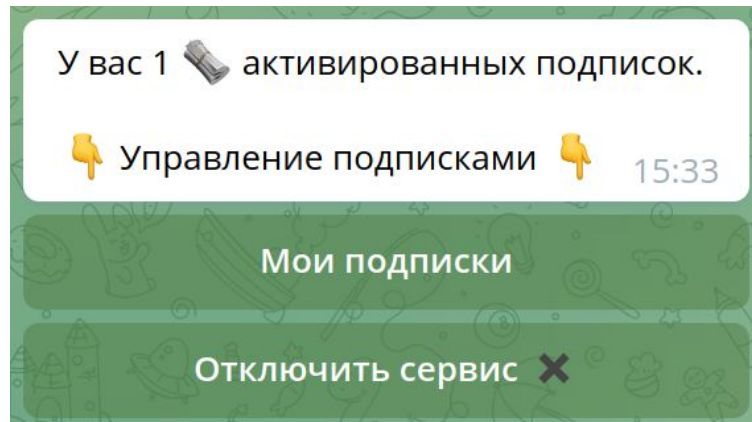 У вас 1 🗞 активированных подписок.
👇 Управление подписками 👇
15:33
Мои подписки
Отключить сервис ✖